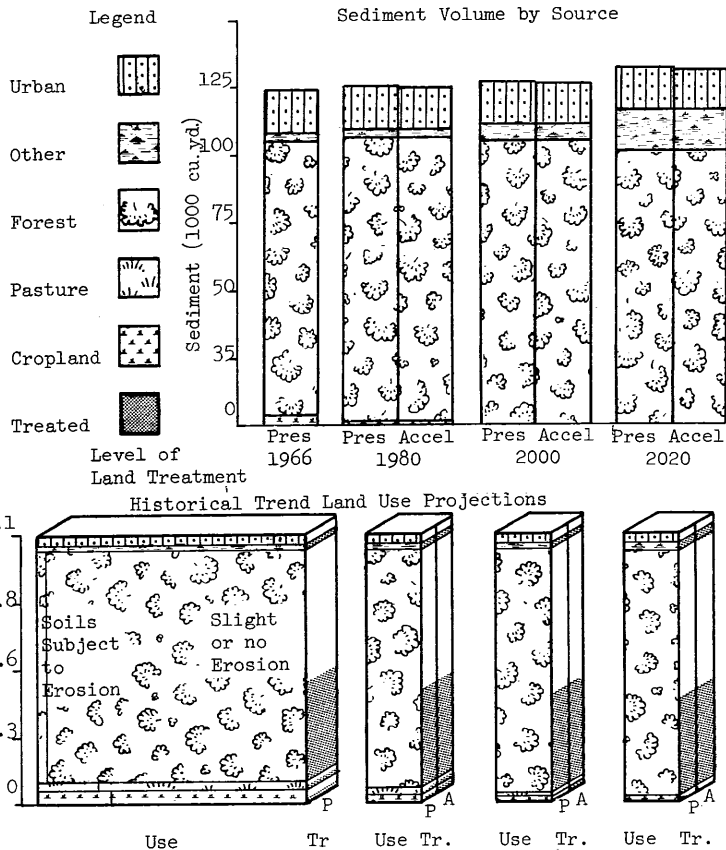 Legend
Urban
Other
Forest
Pasture
Cropland
Treated
Level of
Land Treatment
Sediment Volume by Source
Sediment (1000 cu.yd.)
125
100
75
50
35
0
Pres
1966
Pres Accel
1980
Pres Accel
2000
Pres Accel
2020
Historical Trend Land Use Projections
.1
.8
.6
.3
0
Soils
Subject
to
Erosion
Slight
or no
Erosion
P
P A
P A
P A
Use Tr
Use Tr.
Use Tr.
Use Tr.